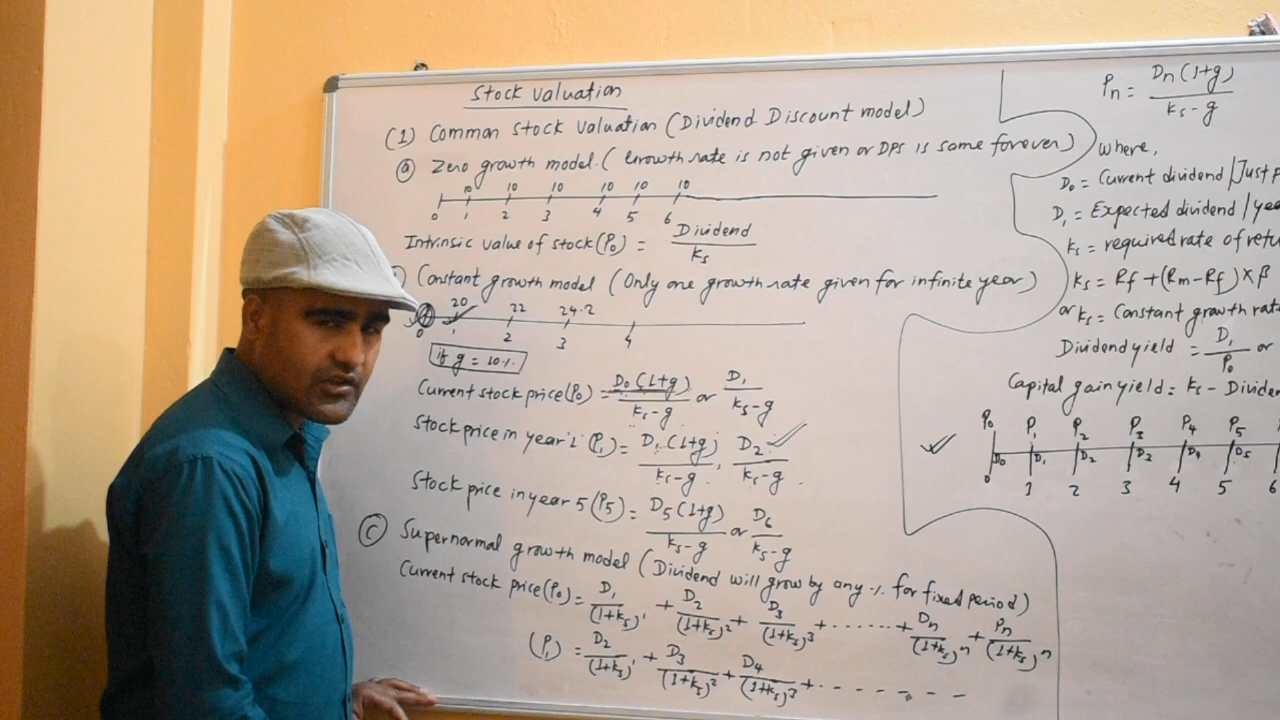 Stock valuation
(1) Common stock valuation (Dividend Discount model)
(a) Zero growth model. (Growth rate is not given or DPS is same forever)
10 10 10 10 10 10
0 1 2 3 4 5 6
Intrinsic value of stock (P₀) = Dividend / kₛ
Constant growth model (Only one growth rate given for infinite year)
20 22 24.2
0 1 2 3 4
if g = 10%
Current stock price (P₀) = D₀(1+g) / kₛ-g or D₁ / kₛ-g
Stock price in year 1 (P₁) = D₁(1+g) / kₛ-g , D₂ / kₛ-g
Stock price in year 5 (P₅) = D₅(1+g) / kₛ-g or D₆ / kₛ-g
(C) Supernormal growth model (Dividend will grow by any % for fixed period)
Current stock price (P₀) = D₁ / (1+kₛ)¹ + D₂ / (1+kₛ)² + D₃ / (1+kₛ)³ + ....... + Dn / (1+kₛ)ⁿ + Pn / (1+kₛ)ⁿ
(P₁) = D₂ / (1+kₛ)¹ + D₃ / (1+kₛ)² + D₄ / (1+kₛ)³ + - - - - - - -
Pn = Dn(1+g) / kₛ-g
where,
D₀ = Current dividend / Just
D₁ = Expected dividend /
kₛ = required rate of
kₛ = Rf + (Rm-Rf) × β
or kₛ = Constant growth
Dividend yield = D₁ / P₀ or
Capital gain yield = kₛ -
P₀ P₁ P₂ P₃ P₄ P₅
D₀ D₁ D₂ D₃ D₄ D₅
0 1 2 3 4 5 6